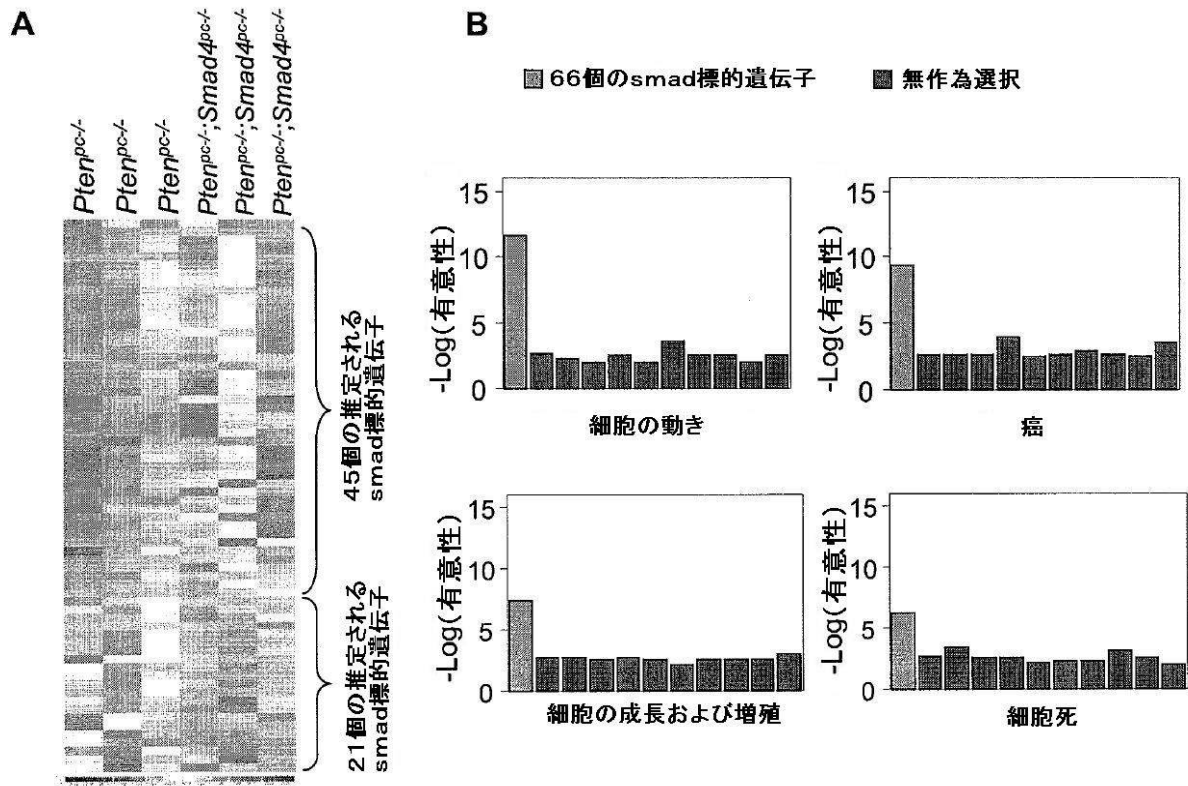 A
Pten^pc-/-
Pten^pc-/-
Pten^pc-/-
Pten^pc-/-;Smad4^pc-/-
Pten^pc-/-;Smad4^pc-/-
Pten^pc-/-;Smad4^pc-/-
45個の推定される
smad標的遺伝子
21個の推定される
smad標的遺伝子
B
66個のsmad標的遺伝子
無作為選択
-Log(有意性)
15
10
5
0
細胞の動き
-Log(有意性)
15
10
5
0
癌
-Log(有意性)
15
10
5
0
細胞の成長および増殖
-Log(有意性)
15
10
5
0
細胞死